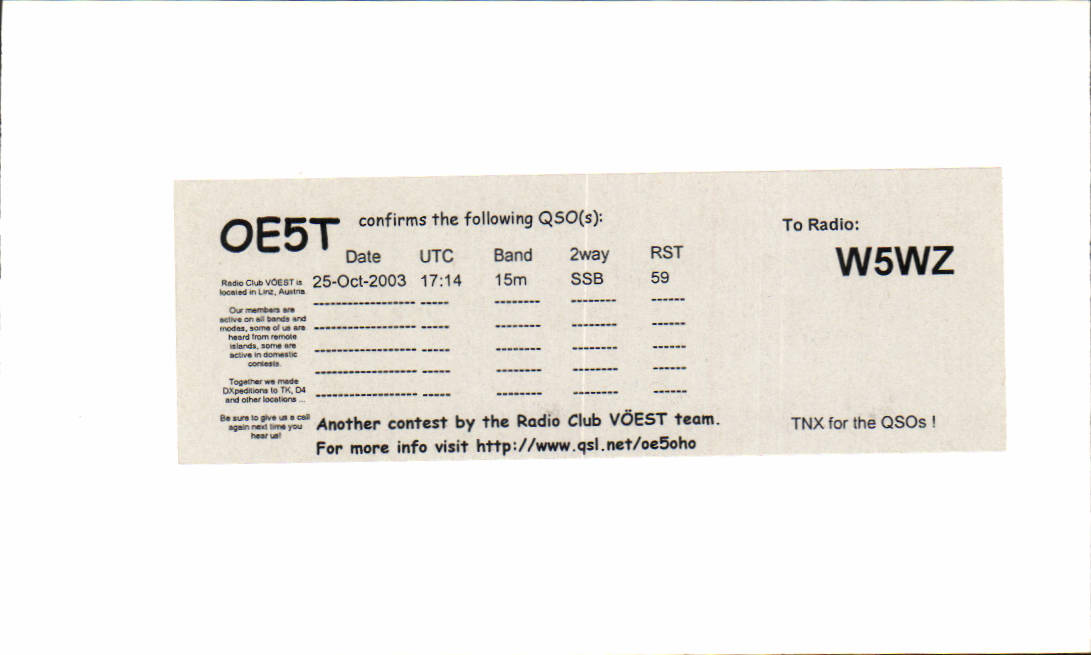 OE5T confirms the following QSO(s):
Date UTC Band 2way RST
25-Oct-2003 17:14 15m SSB 59
Radio Club VÖEST is
located in Linz, Austria.
Our members are
active on all bands and
modes, some of us are
heard from remote
islands, some are
active in domestic
contests.
Together we made
DXpeditions to TK, D4
and other locations ...
Be sure to give us a call
again next time you
hear us!
Another contest by the Radio Club VÖEST team.
For more info visit http://www.qsl.net/oe5oho
To Radio:
W5WZ
TNX for the QSOs !